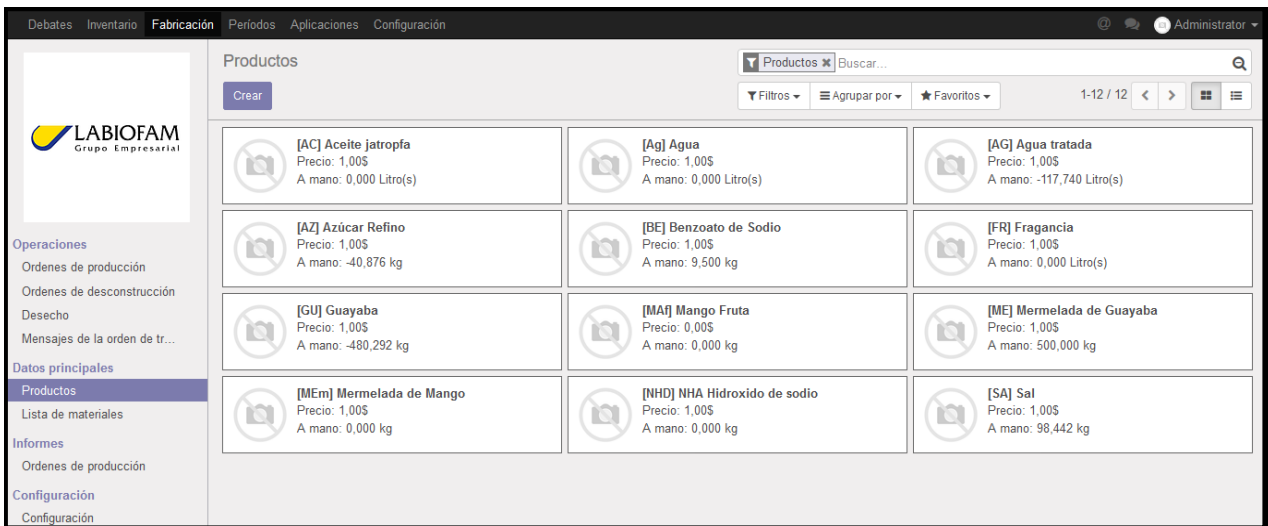 Debates Inventario Fabricación Períodos Aplicaciones Configuración @ Administrator
LABIOFAM
Grupo Empresarial
Operaciones
Ordenes de producción
Ordenes de desconstrucción
Desecho
Mensajes de la orden de tr...
Datos principales
Productos
Lista de materiales
Informes
Ordenes de producción
Configuración
Configuración
Productos
Productos Buscar...
Crear
Filtros Agrupar por Favoritos 1-12 / 12
[AC] Aceite jatropfa
Precio: 1,00$
A mano: 0,000 Litro(s)
[Ag] Agua
Precio: 1,00$
A mano: 0,000 Litro(s)
[AG] Agua tratada
Precio: 1,00$
A mano: -117,740 Litro(s)
[AZ] Azúcar Refino
Precio: 1,00$
A mano: -40,876 kg
[BE] Benzoato de Sodio
Precio: 1,00$
A mano: 9,500 kg
[FR] Fragancia
Precio: 1,00$
A mano: 0,000 Litro(s)
[GU] Guayaba
Precio: 1,00$
A mano: -480,292 kg
[MAf] Mango Fruta
Precio: 0,00$
A mano: 0,000 kg
[ME] Mermelada de Guayaba
Precio: 1,00$
A mano: 500,000 kg
[MEm] Mermelada de Mango
Precio: 1,00$
A mano: 0,000 kg
[NHD] NHA Hidroxido de sodio
Precio: 1,00$
A mano: 0,000 kg
[SA] Sal
Precio: 1,00$
A mano: 98,442 kg